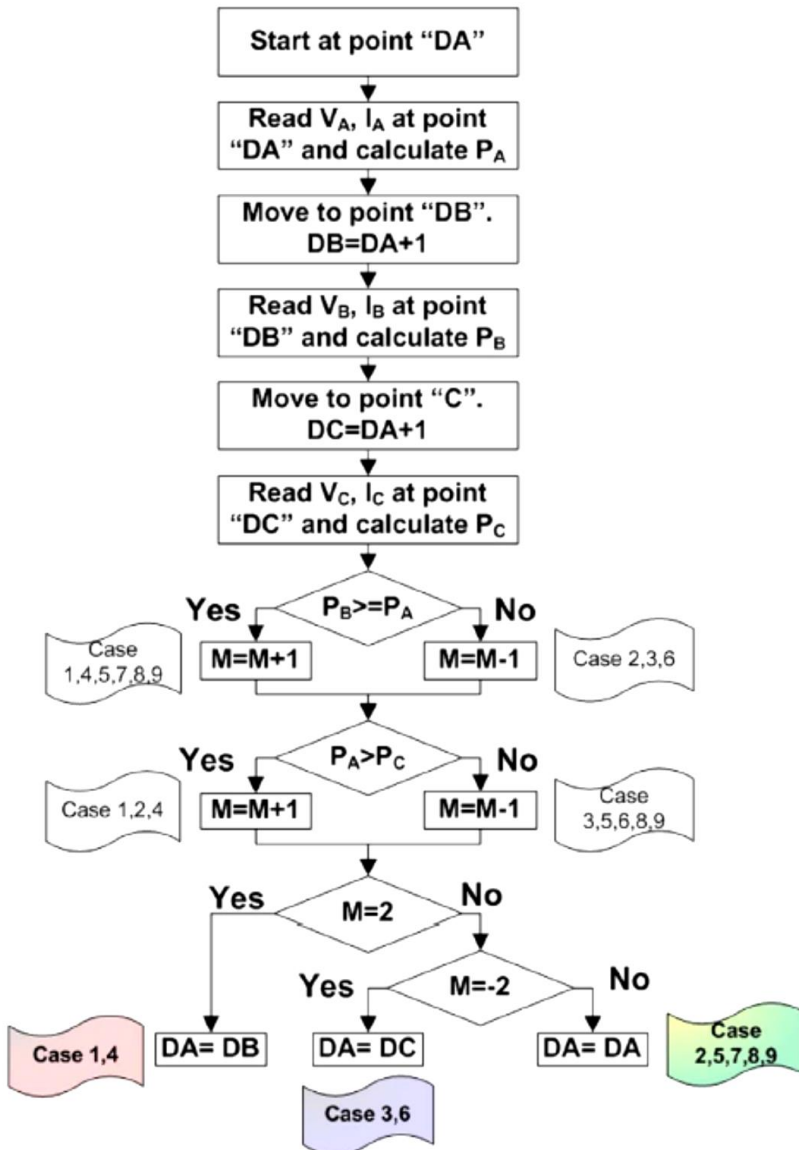 Start at point “DA”
Read VA, IA at point
“DA” and calculate PA
Move to point “DB”.
DB=DA+1
Read VB, IB at point
“DB” and calculate PB
Move to point “C”.
DC=DA+1
Read VC, IC at point
“DC” and calculate PC
Yes
PB>=PA
No
Case
1,4,5,7,8,9
M=M+1
M=M-1
Case 2,3,6
Yes
PA>PC
No
Case 1,2,4
M=M+1
M=M-1
Case
3,5,6,8,9
Yes
M=2
No
Yes
M=-2
No
Case 1,4
DA= DB
DA= DC
DA= DA
Case
2,5,7,8,9
Case 3,6